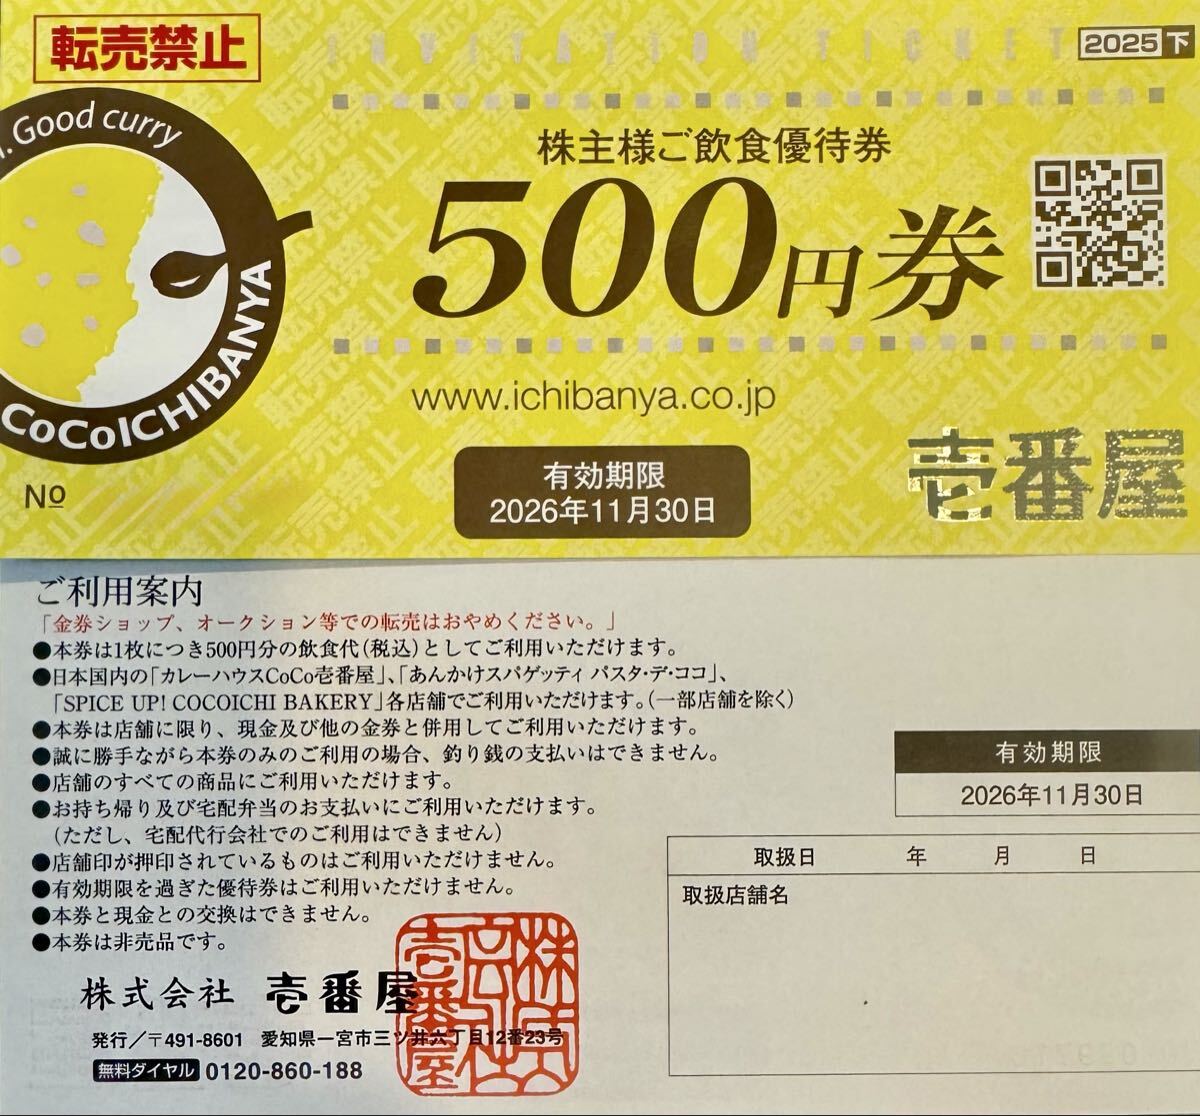 転売禁止
INVITATION TICKET
2025下
. Good curry
CoCoICHIBANYA
株主様ご飲食優待券
500円券
www.ichibanya.co.jp
有効期限
2026年11月30日
壱番屋
№
ご利用案内
「金券ショップ、オークション等での転売はおやめください。」
●本券は1枚につき500円分の飲食代(税込)としてご利用いただけます。
●日本国内の「カレーハウスCoCo壱番屋」、「あんかけスパゲッティ パスタ・デ・ココ」、
「SPICE UP! COCOICHI BAKERY」各店舗でご利用いただけます。(一部店舗を除く)
●本券は店舗に限り、現金及び他の金券と併用してご利用いただけます。
●誠に勝手ながら本券のみのご利用の場合、釣り銭の支払いはできません。
●店舗のすべての商品にご利用いただけます。
●お持ち帰り及び宅配弁当のお支払いにご利用いただけます。
(ただし、宅配代行会社でのご利用はできません)
●店舗印が押印されているものはご利用いただけません。
●有効期限を過ぎた優待券はご利用いただけません。
●本券と現金との交換はできません。
●本券は非売品です。
有効期限
2026年11月30日
取扱日 年 月 日
取扱店舗名
株式会社 壱番屋
株式会社壱番屋
発行/〒491-8601 愛知県一宮市三ツ井六丁目12番23号
無料ダイヤル 0120-860-188